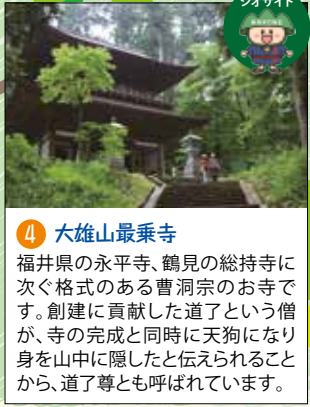 ジオサイト
4 大雄山最乗寺
福井県の永平寺、鶴見の総持寺に
次ぐ格式のある曹洞宗のお寺で
す。創建に貢献した道了という僧
が、寺の完成と同時に天狗になり
身を山中に隠したと伝えられること
から、道了尊とも呼ばれています。